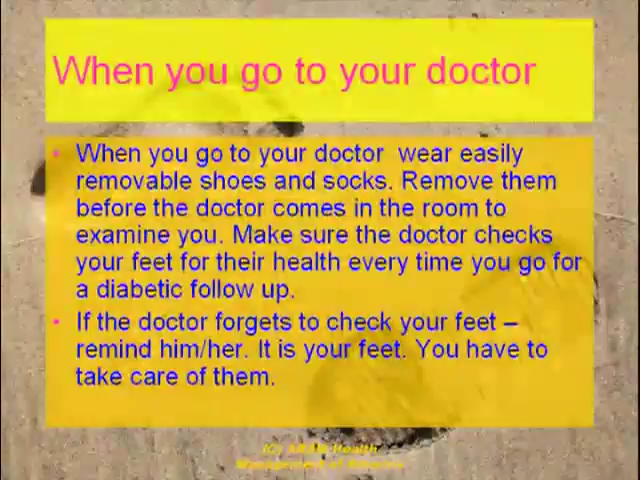 When you go to your doctor
• When you go to your doctor wear easily
removable shoes and socks. Remove them
before the doctor comes in the room to
examine you. Make sure the doctor checks
your feet for their health every time you go for
a diabetic follow up.
• If the doctor forgets to check your feet –
remind him/her. It is your feet. You have to
take care of them.
(C) Health
Management of